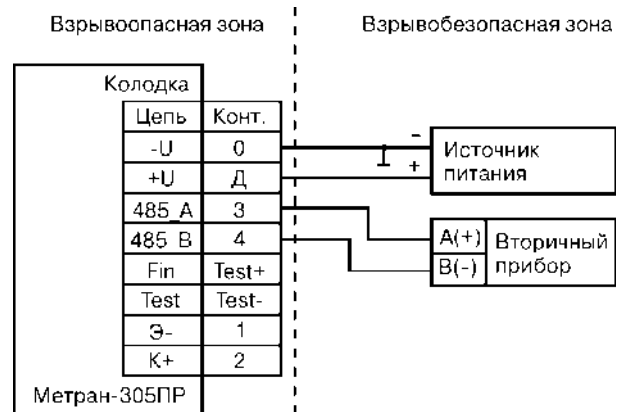 Взрывоопасная зона
Взрывобезопасная зона
Колодка
Цепь Конт.
-U 0
+U Д
485_A 3
485_B 4
Fin Test+
Test Test-
Э- 1
К+ 2
Метран-305ПР
-
+
Источник
питания
A(+)
B(-)
Вторичный
прибор